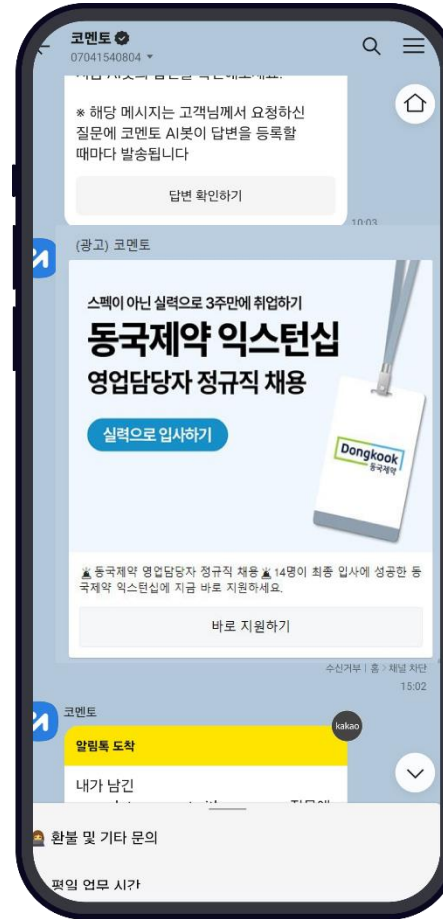 코멘토
07041540804
* 해당 메시지는 고객님께서 요청하신
질문에 코멘토 AI봇이 답변을 등록할
때마다 발송됩니다
답변 확인하기
10:03
(광고) 코멘토
스펙이 아닌 실력으로 3주만에 취업하기
동국제약 익스턴십
영업담당자 정규직 채용
실력으로 입사하기
Dongkook
동국제약
동국제약 영업담당자 정규직 채용 14명이 최종 입사에 성공한 동
국제약 익스턴십에 지금 바로 지원하세요.
바로 지원하기
수신거부 | 홈 > 채널 차단
15:02
코멘토
kakao
알림톡 도착
내가 남긴
환불 및 기타 문의
평일 업무 시간